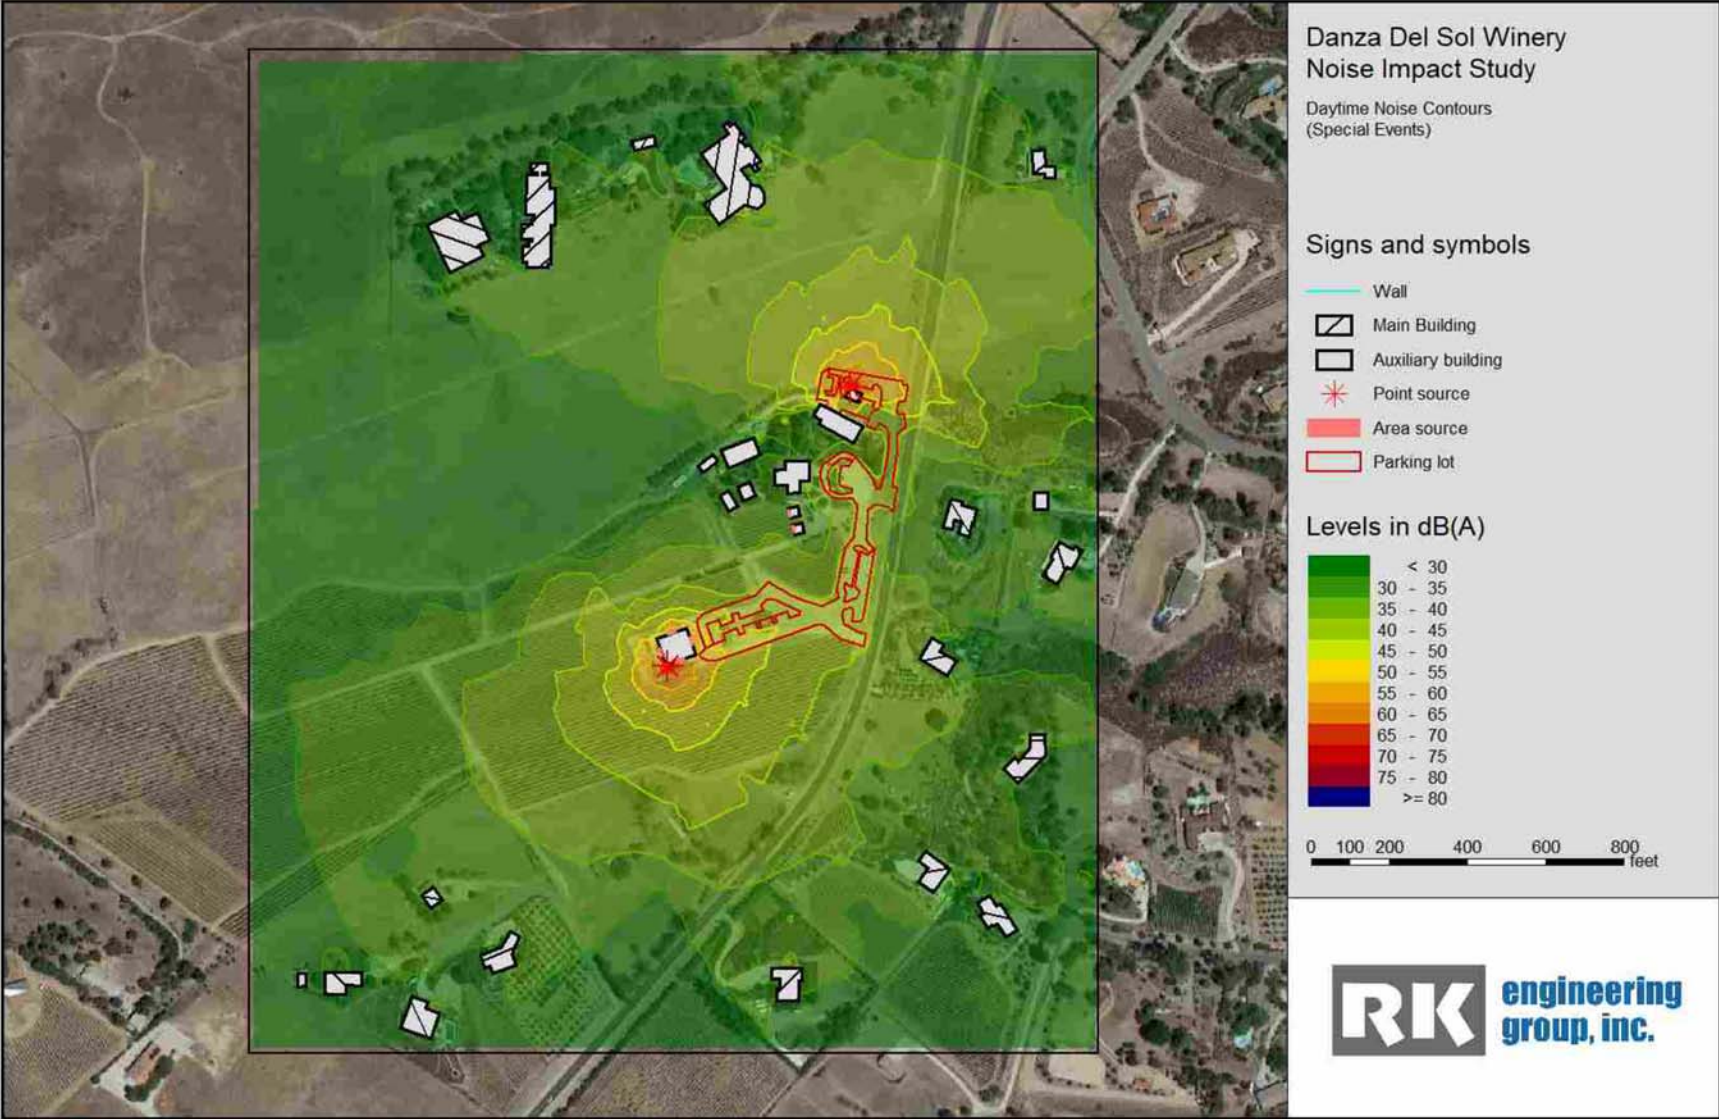 Danza Del Sol Winery
Noise Impact Study
Daytime Noise Contours
(Special Events)
Signs and symbols
Wall
Main Building
Auxiliary building
Point source
Area source
Parking lot
Levels in dB(A)
< 30
30 - 35
35 - 40
40 - 45
45 - 50
50 - 55
55 - 60
60 - 65
65 - 70
70 - 75
75 - 80
>= 80
0 100 200 400 600 800
feet
RK engineering
group, inc.